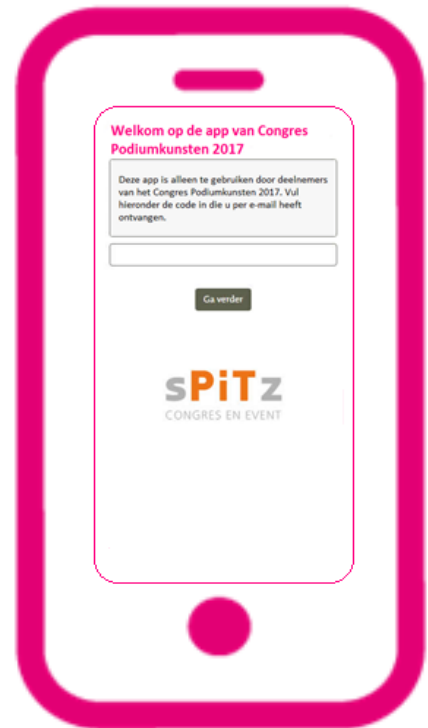 Welkom op de app van Congres
Podiumkunsten 2017
Deze app is alleen te gebruiken door deelnemers
van het Congres Podiumkunsten 2017. Vul
hieronder de code in die u per e-mail heeft
ontvangen.
Ga verder
sPiTz
CONGRES EN EVENT